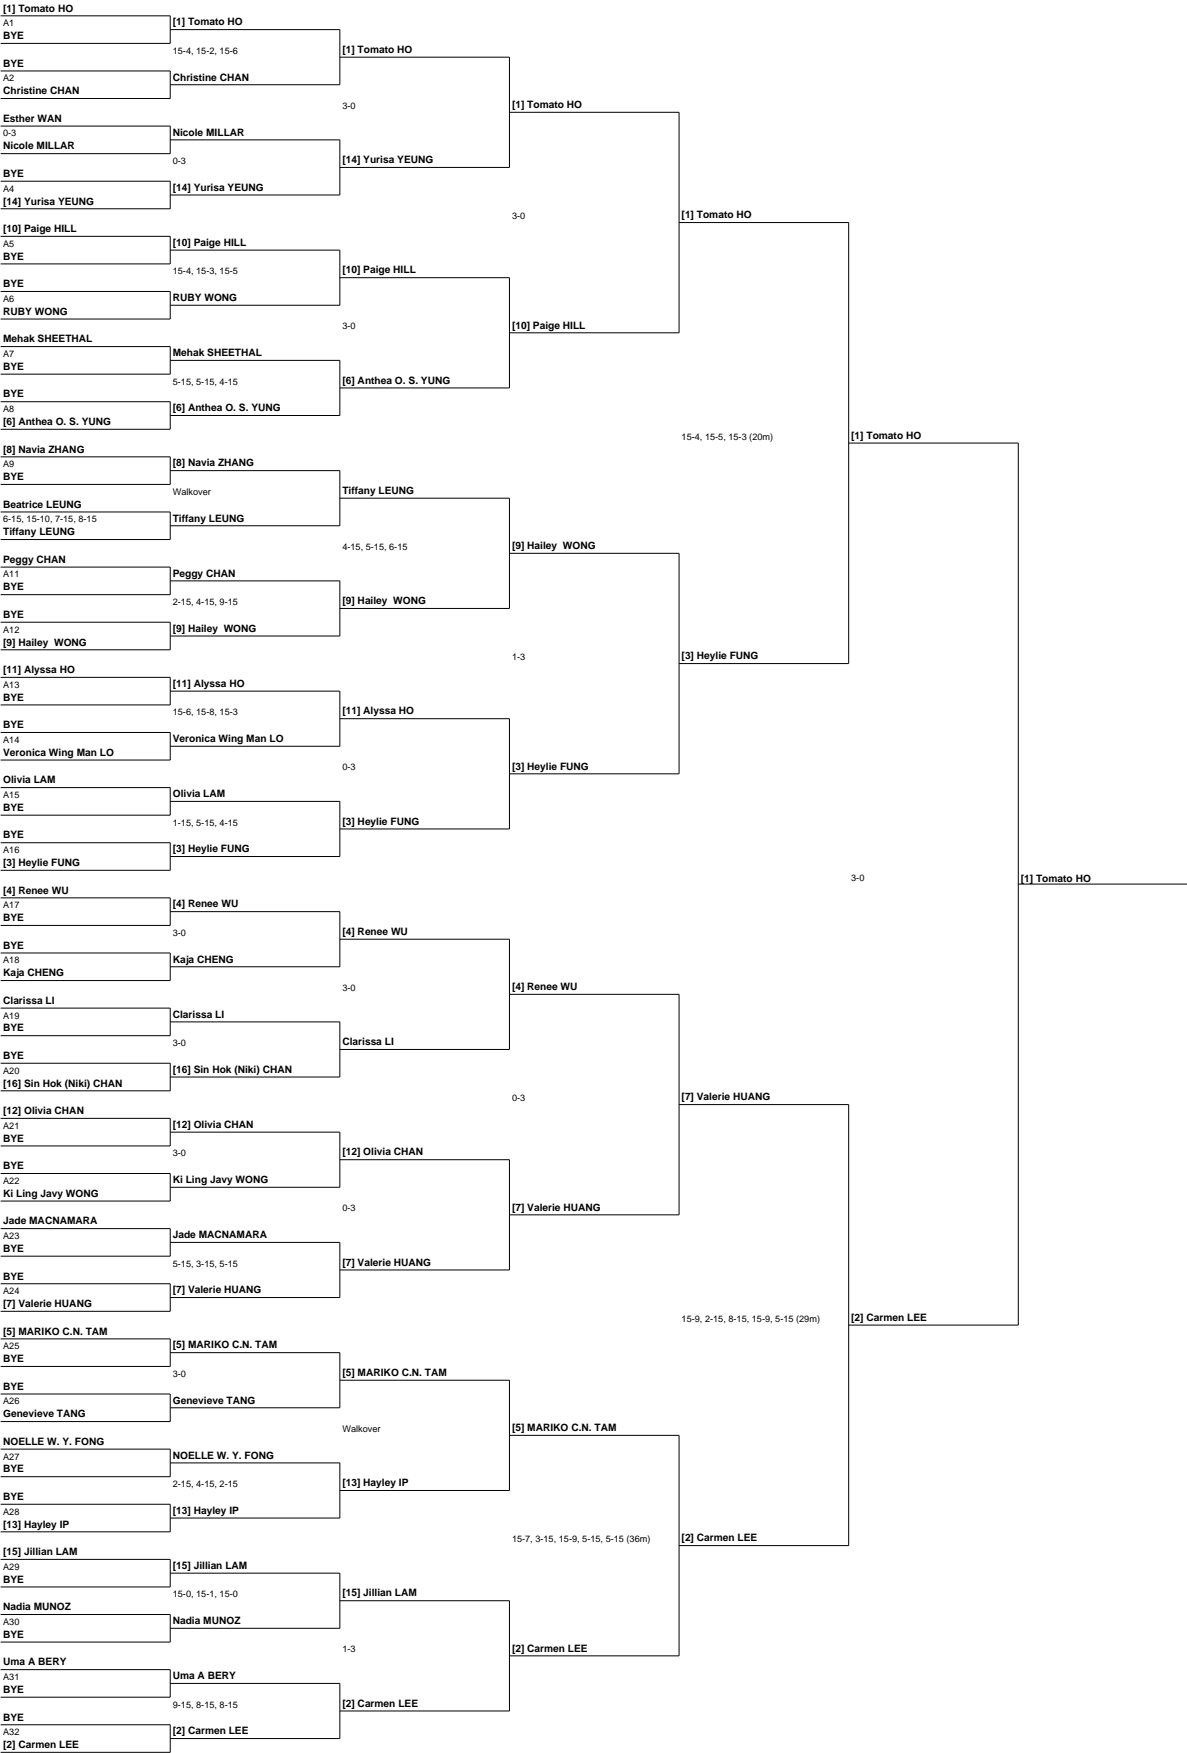 [1] Tomato HO
A1
BYE
[1] Tomato HO
15-4, 15-2, 15-6
[1] Tomato HO
BYE
A2
Christine CHAN
Christine CHAN
3-0
[1] Tomato HO
Esther WAN
0-3
Nicole MILLAR
Nicole MILLAR
0-3
[14] Yurisa YEUNG
BYE
A4
[14] Yurisa YEUNG
[14] Yurisa YEUNG
3-0
[1] Tomato HO
[10] Paige HILL
A5
BYE
[10] Paige HILL
15-4, 15-3, 15-5
[10] Paige HILL
BYE
A6
RUBY WONG
RUBY WONG
3-0
[10] Paige HILL
Mehak SHEETHAL
A7
BYE
Mehak SHEETHAL
5-15, 5-15, 4-15
[6] Anthea O. S. YUNG
BYE
A8
[6] Anthea O. S. YUNG
[6] Anthea O. S. YUNG
15-4, 15-5, 15-3 (20m)
[1] Tomato HO
[8] Navia ZHANG
A9
BYE
[8] Navia ZHANG
Walkover
Tiffany LEUNG
Beatrice LEUNG
6-15, 15-10, 7-15, 8-15
Tiffany LEUNG
Tiffany LEUNG
4-15, 5-15, 6-15
[9] Hailey  WONG
Peggy CHAN
A11
BYE
Peggy CHAN
2-15, 4-15, 9-15
[9] Hailey  WONG
BYE
A12
[9] Hailey  WONG
[9] Hailey  WONG
1-3
[3] Heylie FUNG
[11] Alyssa HO
A13
BYE
[11] Alyssa HO
15-6, 15-8, 15-3
[11] Alyssa HO
BYE
A14
Veronica Wing Man LO
Veronica Wing Man LO
0-3
[3] Heylie FUNG
Olivia LAM
A15
BYE
Olivia LAM
1-15, 5-15, 4-15
[3] Heylie FUNG
BYE
A16
[3] Heylie FUNG
[3] Heylie FUNG
3-0
[1] Tomato HO
[4] Renee WU
A17
BYE
[4] Renee WU
3-0
[4] Renee WU
BYE
A18
Kaja CHENG
Kaja CHENG
3-0
[4] Renee WU
Clarissa LI
A19
BYE
Clarissa LI
3-0
Clarissa LI
BYE
A20
[16] Sin Hok (Niki) CHAN
[16] Sin Hok (Niki) CHAN
0-3
[7] Valerie HUANG
[12] Olivia CHAN
A21
BYE
[12] Olivia CHAN
3-0
[12] Olivia CHAN
BYE
A22
Ki Ling Javy WONG
Ki Ling Javy WONG
0-3
[7] Valerie HUANG
Jade MACNAMARA
A23
BYE
Jade MACNAMARA
5-15, 3-15, 5-15
[7] Valerie HUANG
BYE
A24
[7] Valerie HUANG
[7] Valerie HUANG
15-9, 2-15, 8-15, 15-9, 5-15 (29m)
[2] Carmen LEE
[5] MARIKO C.N. TAM
A25
BYE
[5] MARIKO C.N. TAM
3-0
[5] MARIKO C.N. TAM
BYE
A26
Genevieve TANG
Genevieve TANG
Walkover
[5] MARIKO C.N. TAM
NOELLE W. Y. FONG
A27
BYE
NOELLE W. Y. FONG
2-15, 4-15, 2-15
[13] Hayley IP
BYE
A28
[13] Hayley IP
[13] Hayley IP
15-7, 3-15, 15-9, 5-15, 5-15 (36m)
[2] Carmen LEE
[15] Jillian LAM
A29
BYE
[15] Jillian LAM
15-0, 15-1, 15-0
[15] Jillian LAM
Nadia MUNOZ
A30
BYE
Nadia MUNOZ
1-3
[2] Carmen LEE
Uma A BERY
A31
BYE
Uma A BERY
9-15, 8-15, 8-15
[2] Carmen LEE
BYE
A32
[2] Carmen LEE
[2] Carmen LEE